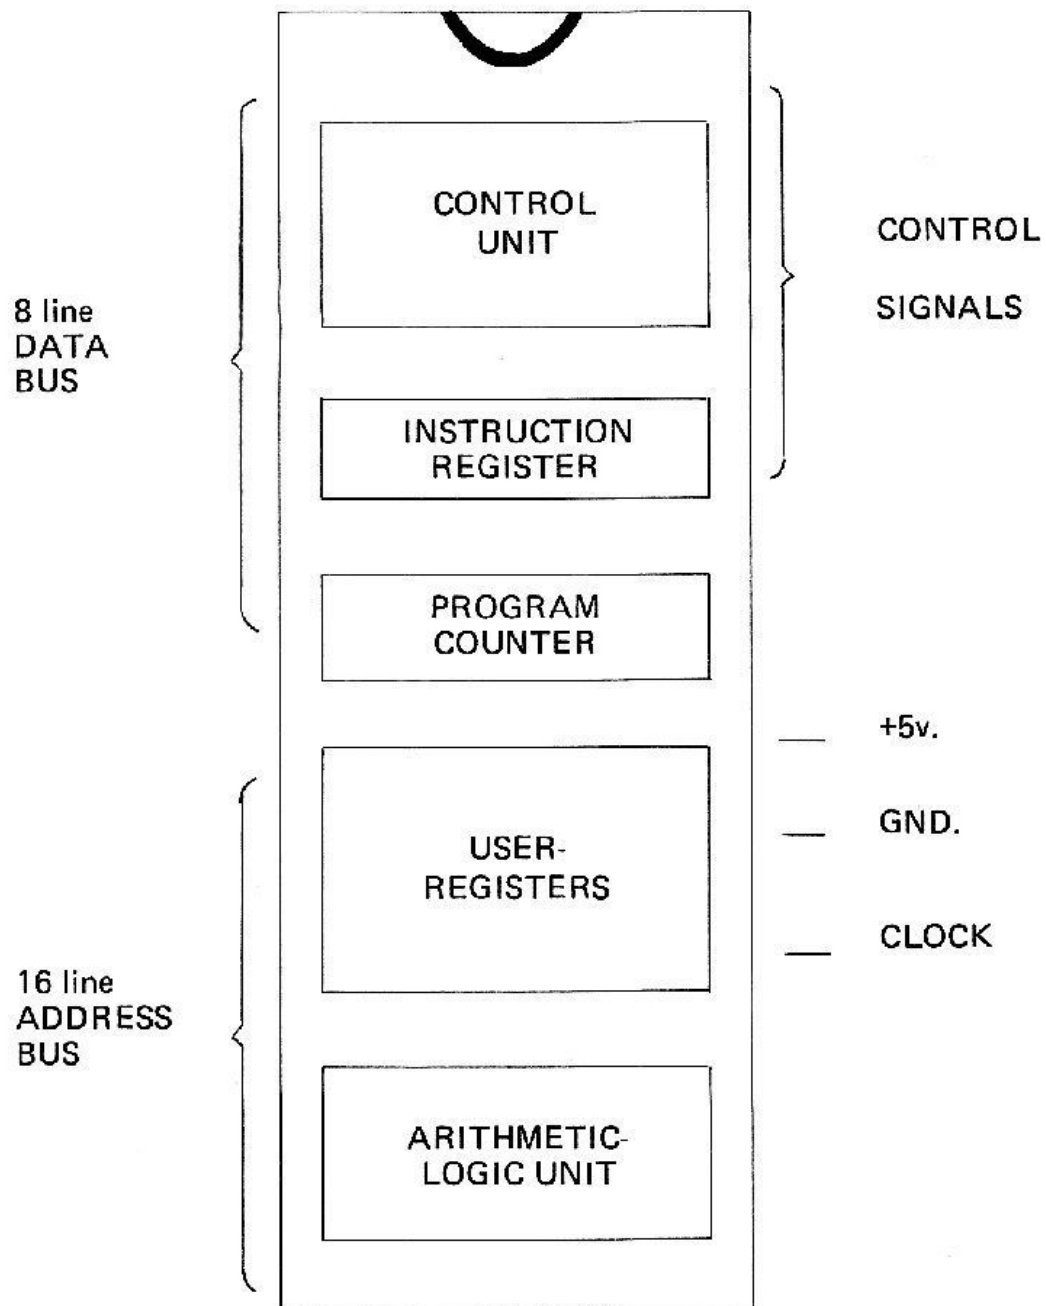 CONTROL
UNIT
CONTROL
SIGNALS
8 line
DATA
BUS
INSTRUCTION
REGISTER
PROGRAM
COUNTER
+5v.
GND.
USER-
REGISTERS
CLOCK
16 line
ADDRESS
BUS
ARITHMETIC-
LOGIC UNIT